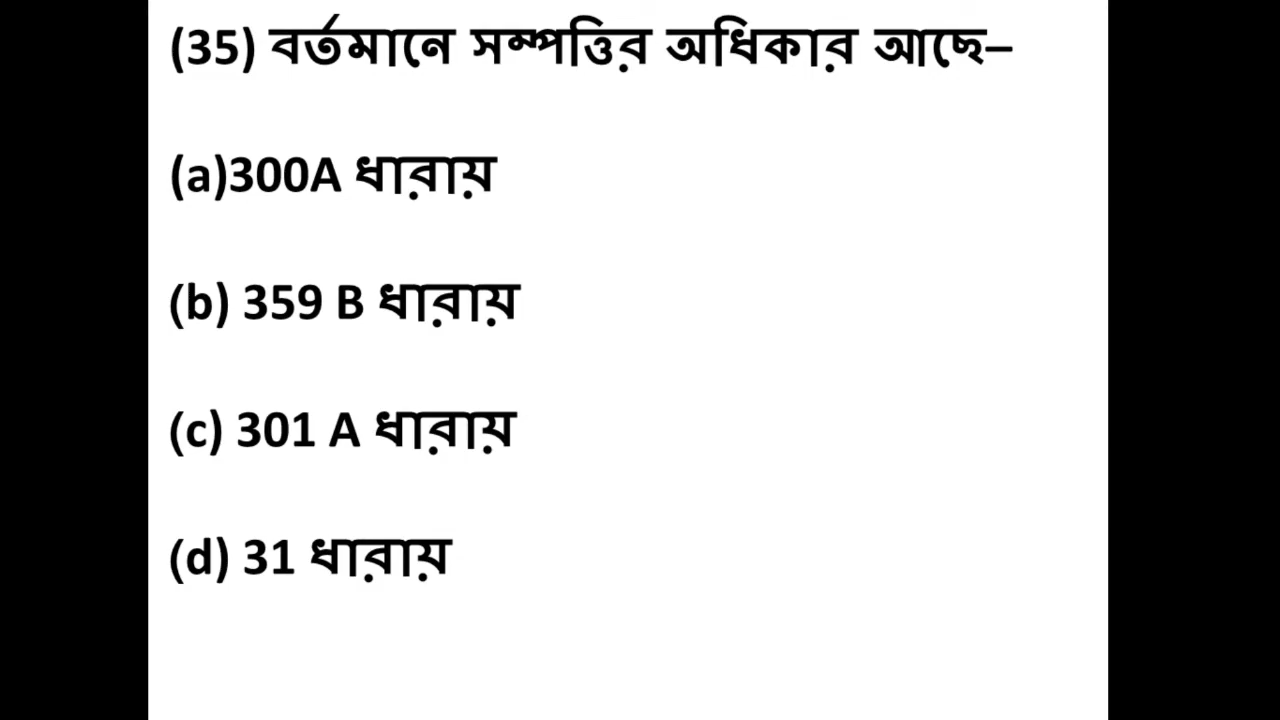 (35) বর্তমানে সম্পত্তির অধিকার আছে–
(a)300A ধারায়
(b) 359 B ধারায়
(c) 301 A ধারায়
(d) 31 ধারায়